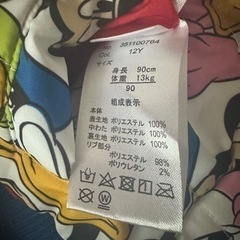 351100764
Col 12Y
サイズ
身長 90cm
体重 13kg
90
組成表示
本体 ポリエステル 100%
中わた ポリエステル 100%
裏生地 ポリエステル 100%
リブ部分 ポリエステル 98%
ポリウレタン 2%